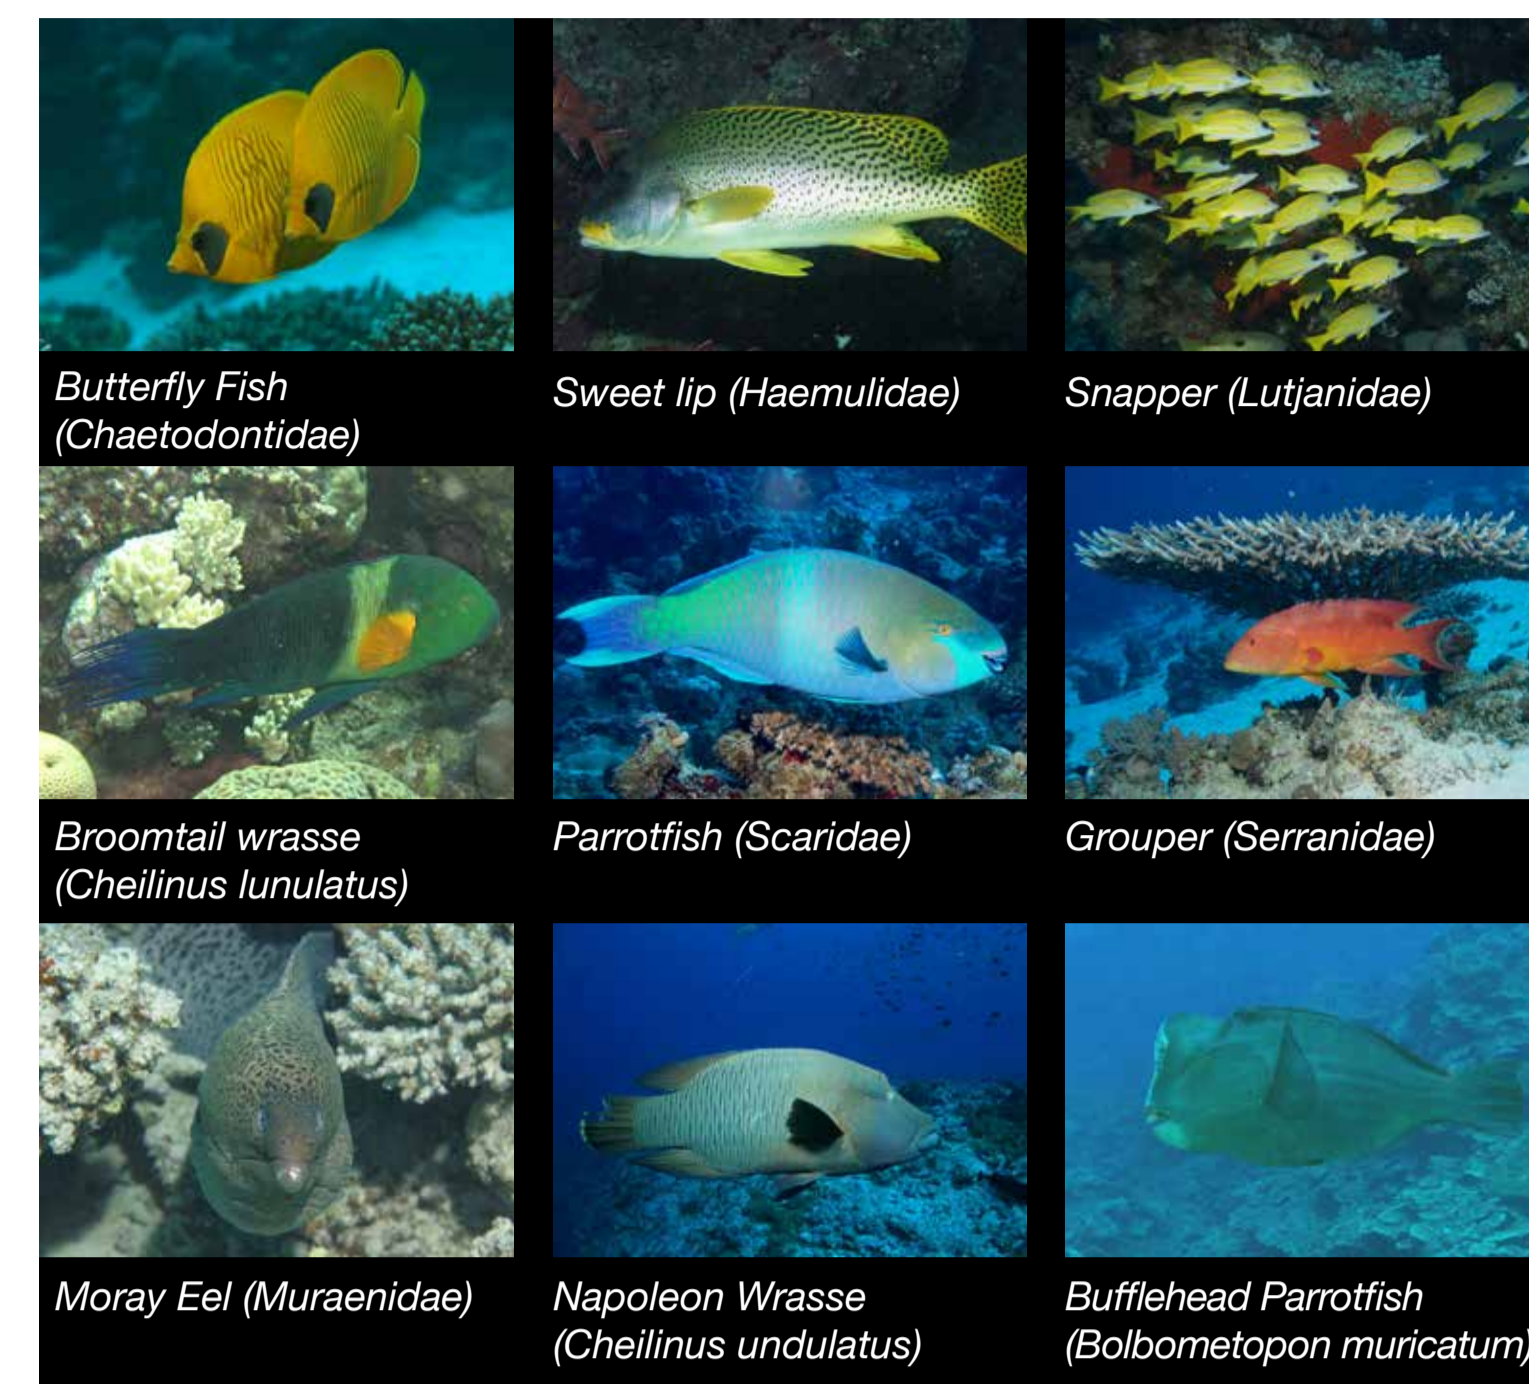 Butterfly Fish
(Chaetodontidae)
Sweet lip (Haemulidae)
Snapper (Lutjanidae)
Broomtail wrasse
(Cheilinus lunulatus)
Parrotfish (Scaridae)
Grouper (Serranidae)
Moray Eel (Muraenidae)
Napoleon Wrasse
(Cheilinus undulatus)
Bufflehead Parrotfish
(Bolbometopon muricatum)